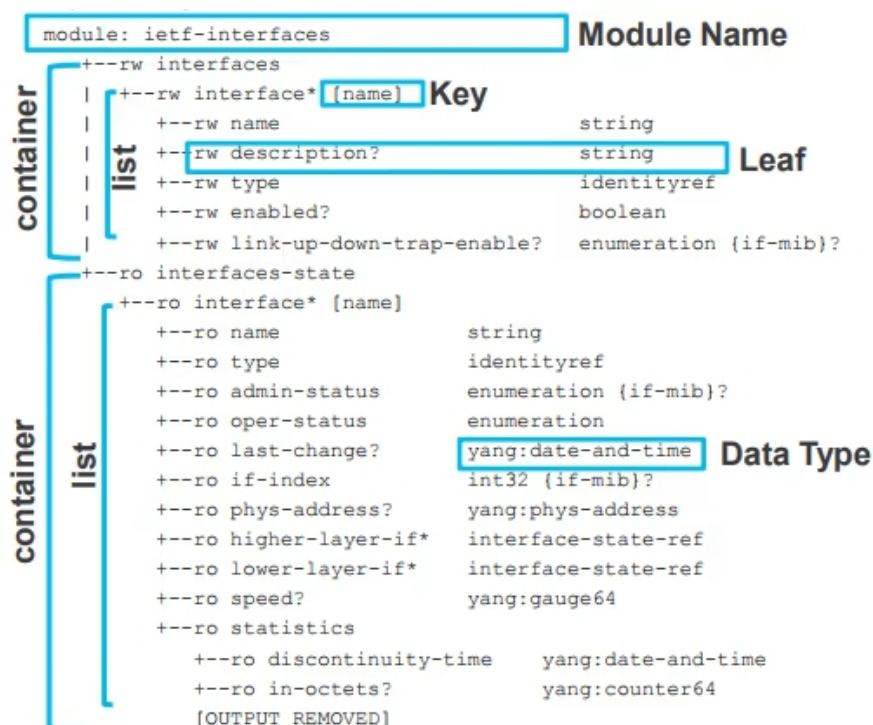 module: ietf-interfaces Module Name
+--rw interfaces
| +--rw interface* [name] Key
| +--rw name string
| +--rw description? string Leaf
| +--rw type identityref
| +--rw enabled? boolean
| +--rw link-up-down-trap-enable? enumeration {if-mib}?
container
list
+--ro interfaces-state
+--ro interface* [name]
+--ro name string
+--ro type identityref
+--ro admin-status enumeration {if-mib}?
+--ro oper-status enumeration
+--ro last-change? yang:date-and-time Data Type
+--ro if-index int32 {if-mib}?
+--ro phys-address? yang:phys-address
+--ro higher-layer-if* interface-state-ref
+--ro lower-layer-if* interface-state-ref
+--ro speed? yang:gauge64
+--ro statistics
+--ro discontinuity-time yang:date-and-time
+--ro in-octets? yang:counter64
[OUTPUT REMOVED]
container
list